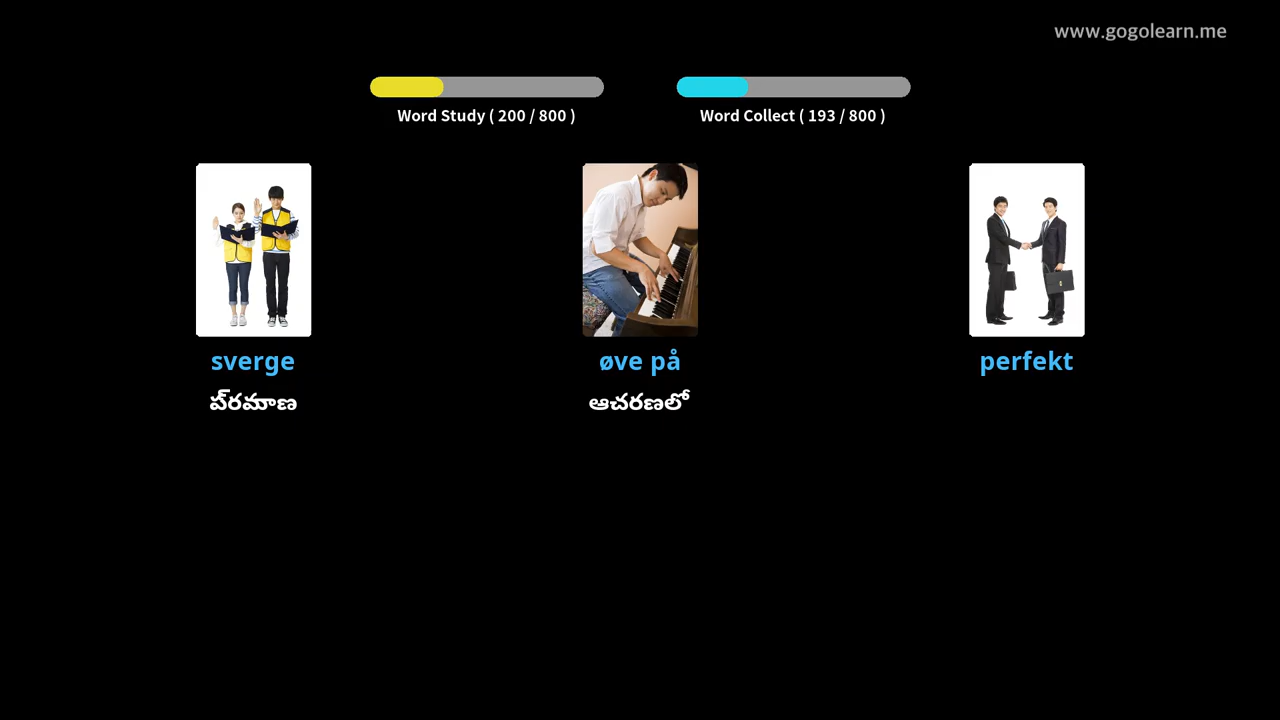 www.gogolearn.me
Word Study ( 200 / 800 )
Word Collect ( 193 / 800 )
sverge
øve på
perfekt
ప్రమాణ
ఆచరణలో